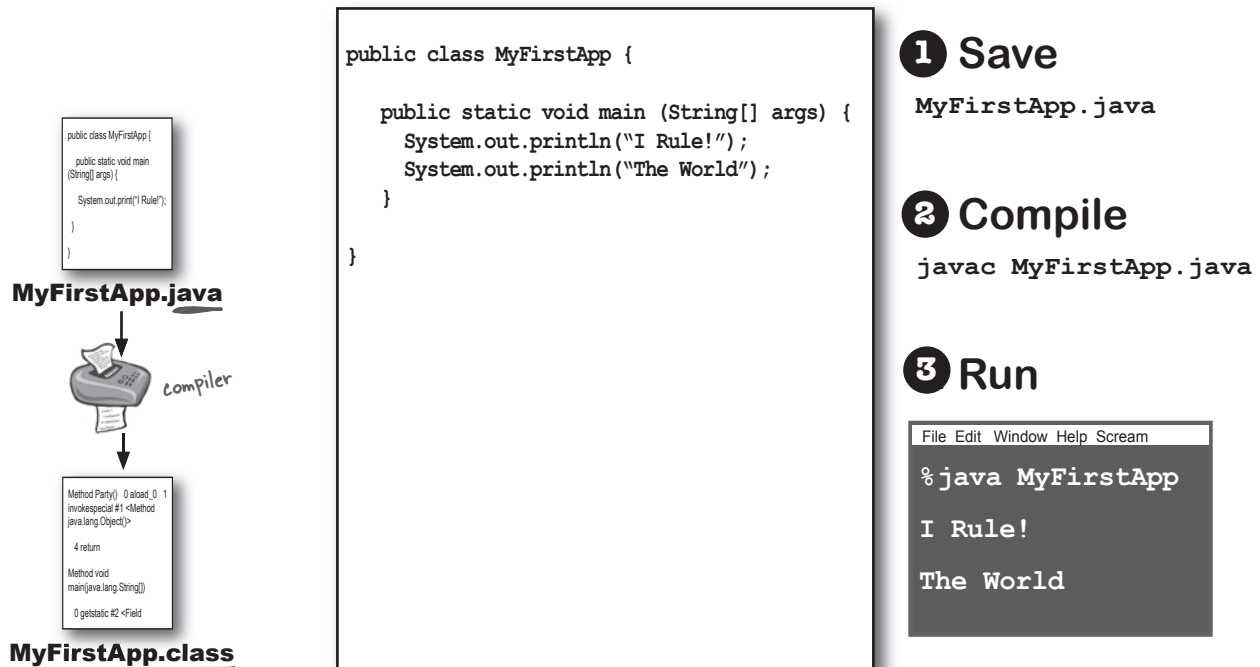 public class MyFirstApp {
public static void main
(String[] args) {
System.out.print("I Rule!");
}
}
MyFirstApp.java
compiler
Method Party() 0 aload_0 1
invokespecial #1 <Method
java.lang.Object()>
4 return
Method void
main(java.lang.String[])
0 getstatic #2 <Field
MyFirstApp.class
public class MyFirstApp {
public static void main (String[] args) {
System.out.println(“I Rule!”);
System.out.println(“The World”);
}
}
1 Save
MyFirstApp.java
2 Compile
javac MyFirstApp.java
3 Run
File Edit Window Help Scream
%java MyFirstApp
I Rule!
The World